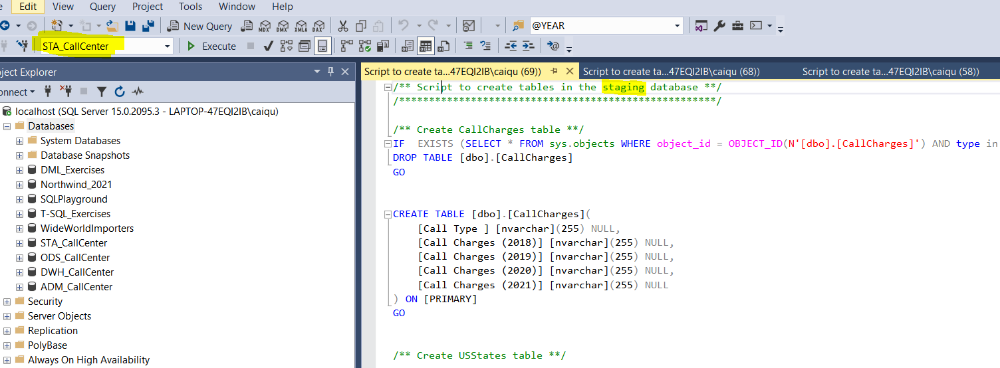 Edit View Query Project Tools Window Help
New Query MDX DMX XMLA DAX @YEAR
STA_CallCenter Execute
ject Explorer
Script to create ta...47EQI2IB\caiqu (69)) Script to create ta...47EQI2IB\caiqu (68)) Script to create ta...47EQI2IB\caiqu (58))
onnect
localhost (SQL Server 15.0.2095.3 - LAPTOP-47EQI2IB\caiqu)
Databases
System Databases
Database Snapshots
DML_Exercises
Northwind_2021
SQLPlayground
T-SQL_Exercises
WideWorldImporters
STA_CallCenter
ODS_CallCenter
DWH_CallCenter
ADM_CallCenter
Security
Server Objects
Replication
PolyBase
Always On High Availability
/** Script to create tables in the staging database **/
/*****************************************************/
/** Create CallCharges table **/
IF  EXISTS (SELECT * FROM sys.objects WHERE object_id = OBJECT_ID(N'[dbo].[CallCharges]') AND type in
DROP TABLE [dbo].[CallCharges]
GO
CREATE TABLE [dbo].[CallCharges](
[Call Type ] [nvarchar](255) NULL,
[Call Charges (2018)] [nvarchar](255) NULL,
[Call Charges (2019)] [nvarchar](255) NULL,
[Call Charges (2020)] [nvarchar](255) NULL,
[Call Charges (2021)] [nvarchar](255) NULL
) ON [PRIMARY]
GO
/** Create USStates table **/